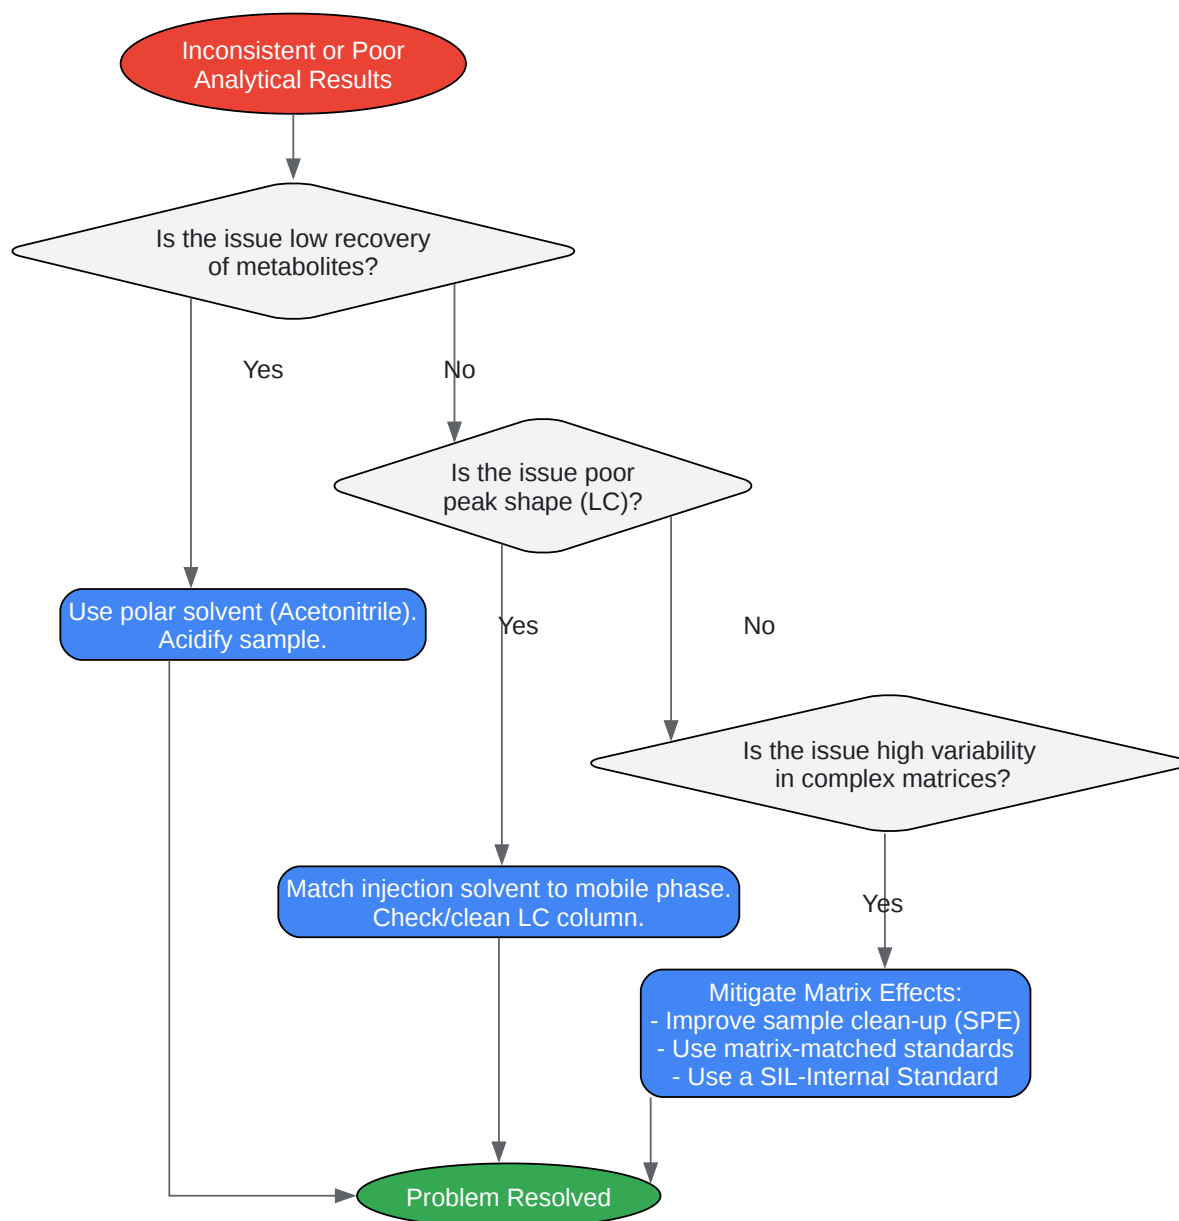 Inconsistent or Poor
Analytical Results
Is the issue low recovery
of metabolites?
Yes
No
Is the issue poor
peak shape (LC)?
Use polar solvent (Acetonitrile).
Acidify sample.
Yes
No
Is the issue high variability
in complex matrices?
Match injection solvent to mobile phase.
Check/clean LC column.
Yes
Mitigate Matrix Effects:
- Improve sample clean-up (SPE)
- Use matrix-matched standards
- Use a SIL-Internal Standard
Problem Resolved